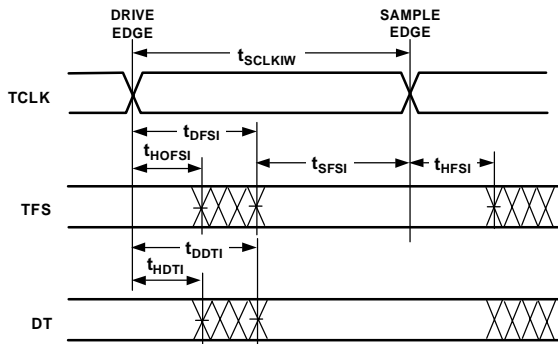 DRIVE
EDGE
SAMPLE
EDGE
tSCLKIW
TCLK
tDFSI
tHOFSI
tSFSI
tHFSI
TFS
tDDTI
tHDTI
DT